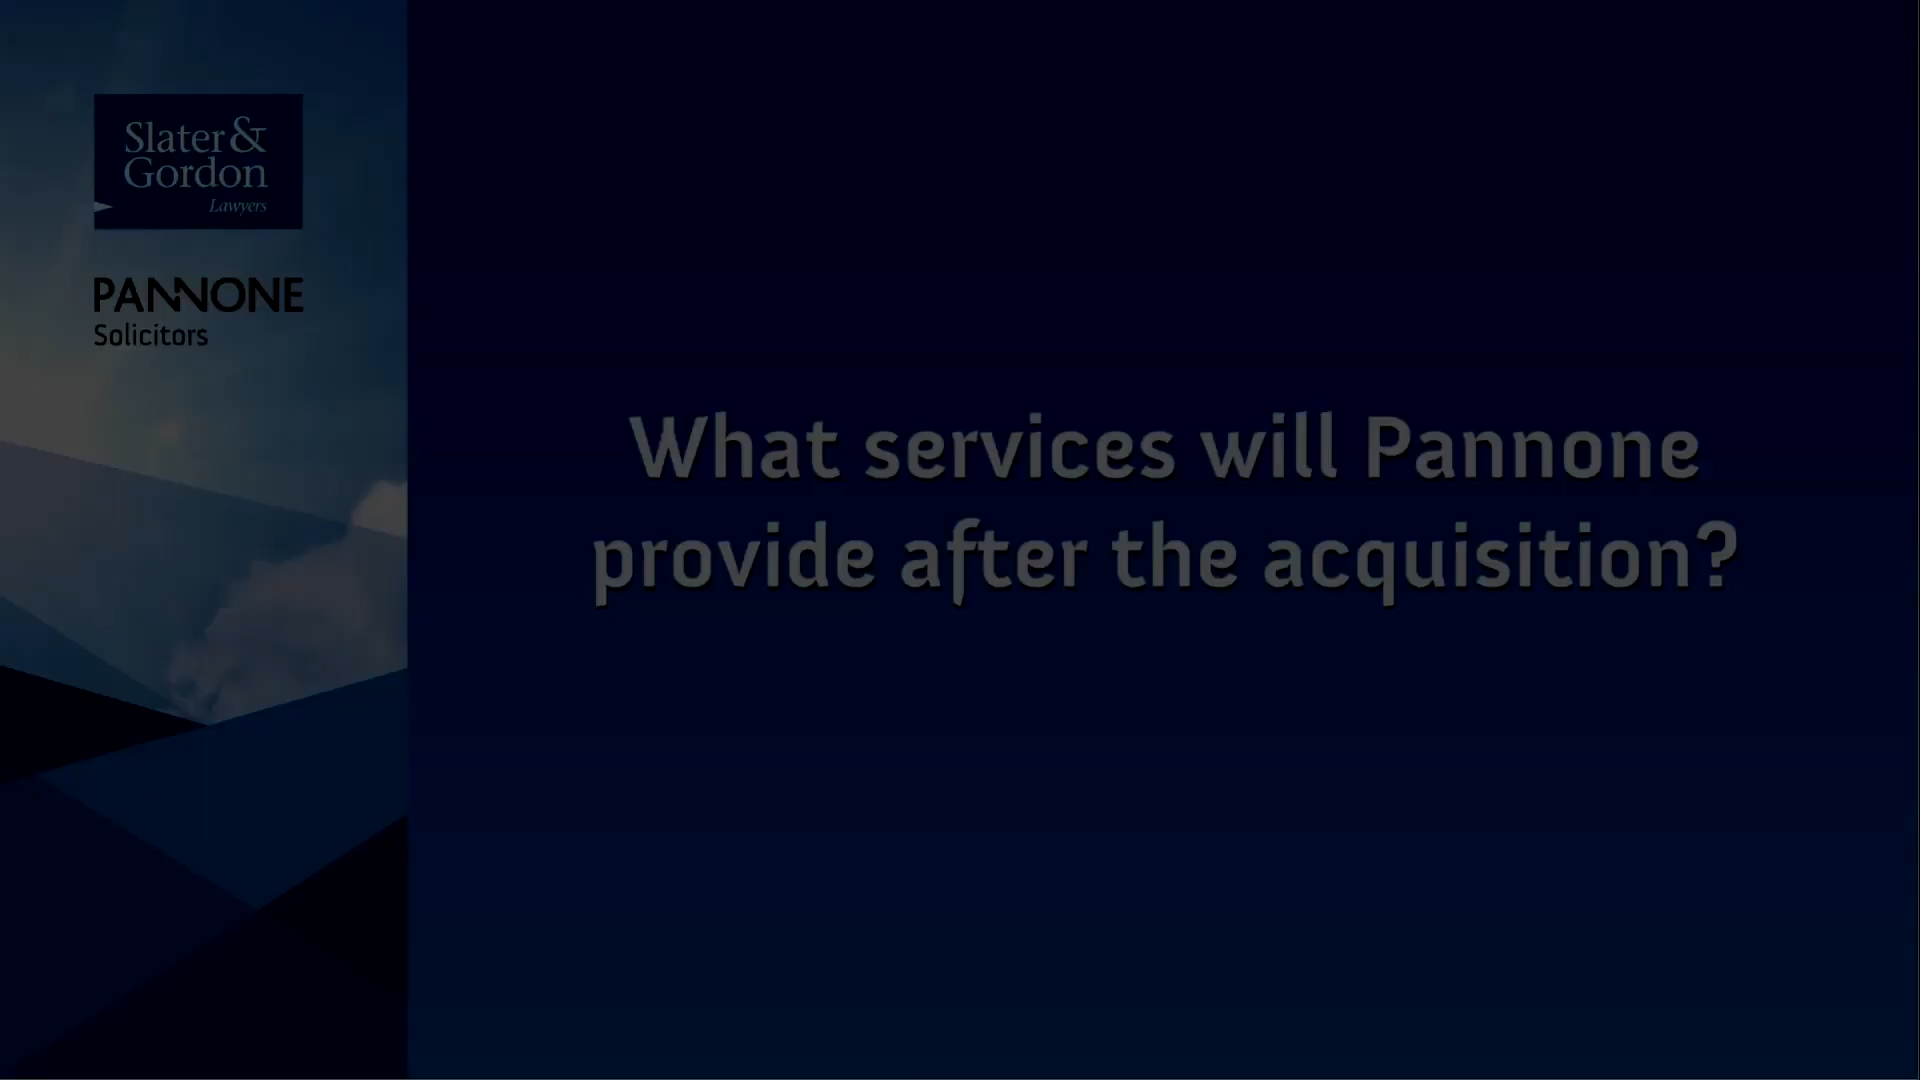 Slater &
Gordon
Lawyers
PANNONE
Solicitors
What services will Pannone
provide after the acquisition?